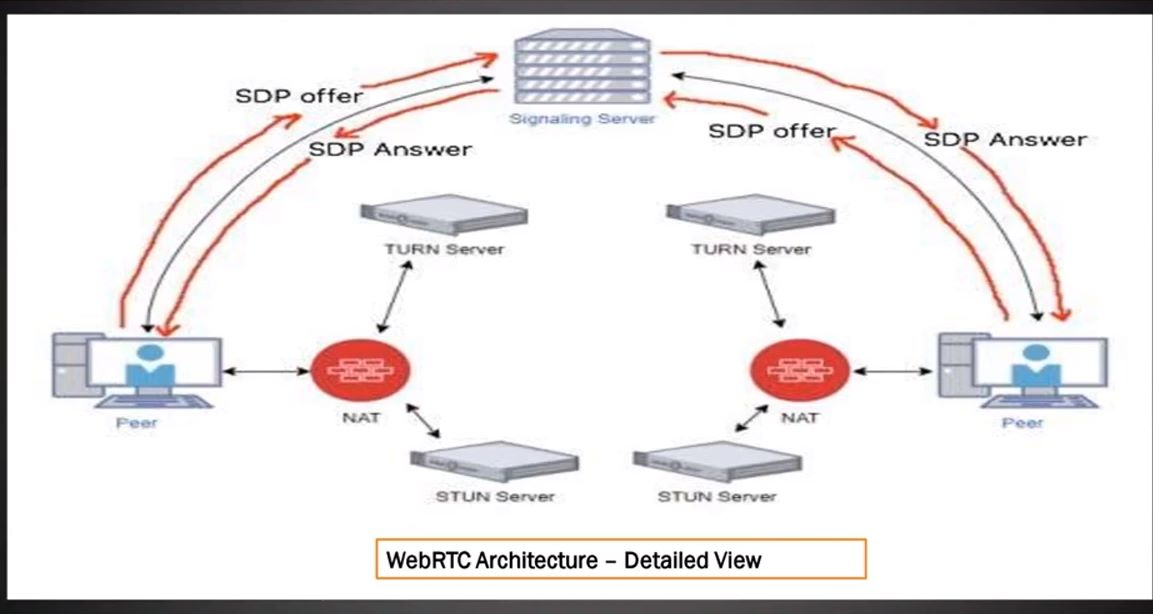 SDP offer
SDP Answer
Signaling Server
SDP offer
SDP Answer
TURN Server
TURN Server
Peer
NAT
NAT
Peer
STUN Server
STUN Server
WebRTC Architecture – Detailed View